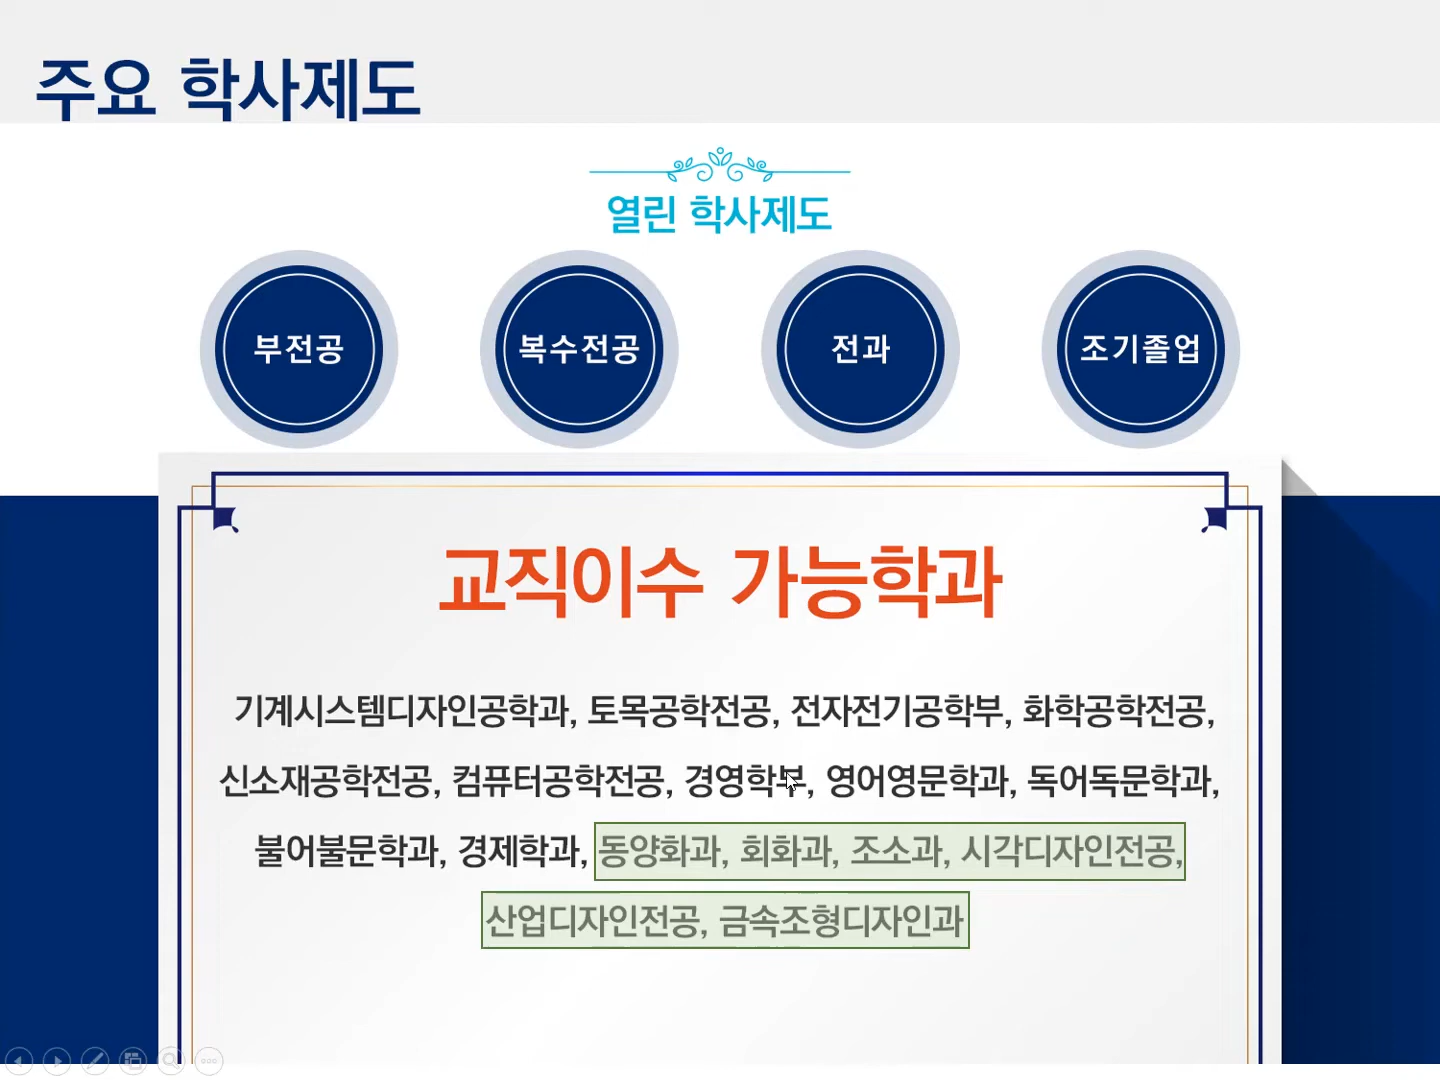 주요 학사제도
열린 학사제도
부전공
복수전공
전과
조기졸업
교직이수 가능학과
기계시스템디자인공학과, 토목공학전공, 전자전기공학부, 화학공학전공,
신소재공학전공, 컴퓨터공학전공, 경영학부, 영어영문학과, 독어독문학과,
불어불문학과, 경제학과, 동양화과, 회화과, 조소과, 시각디자인전공,
산업디자인전공, 금속조형디자인과